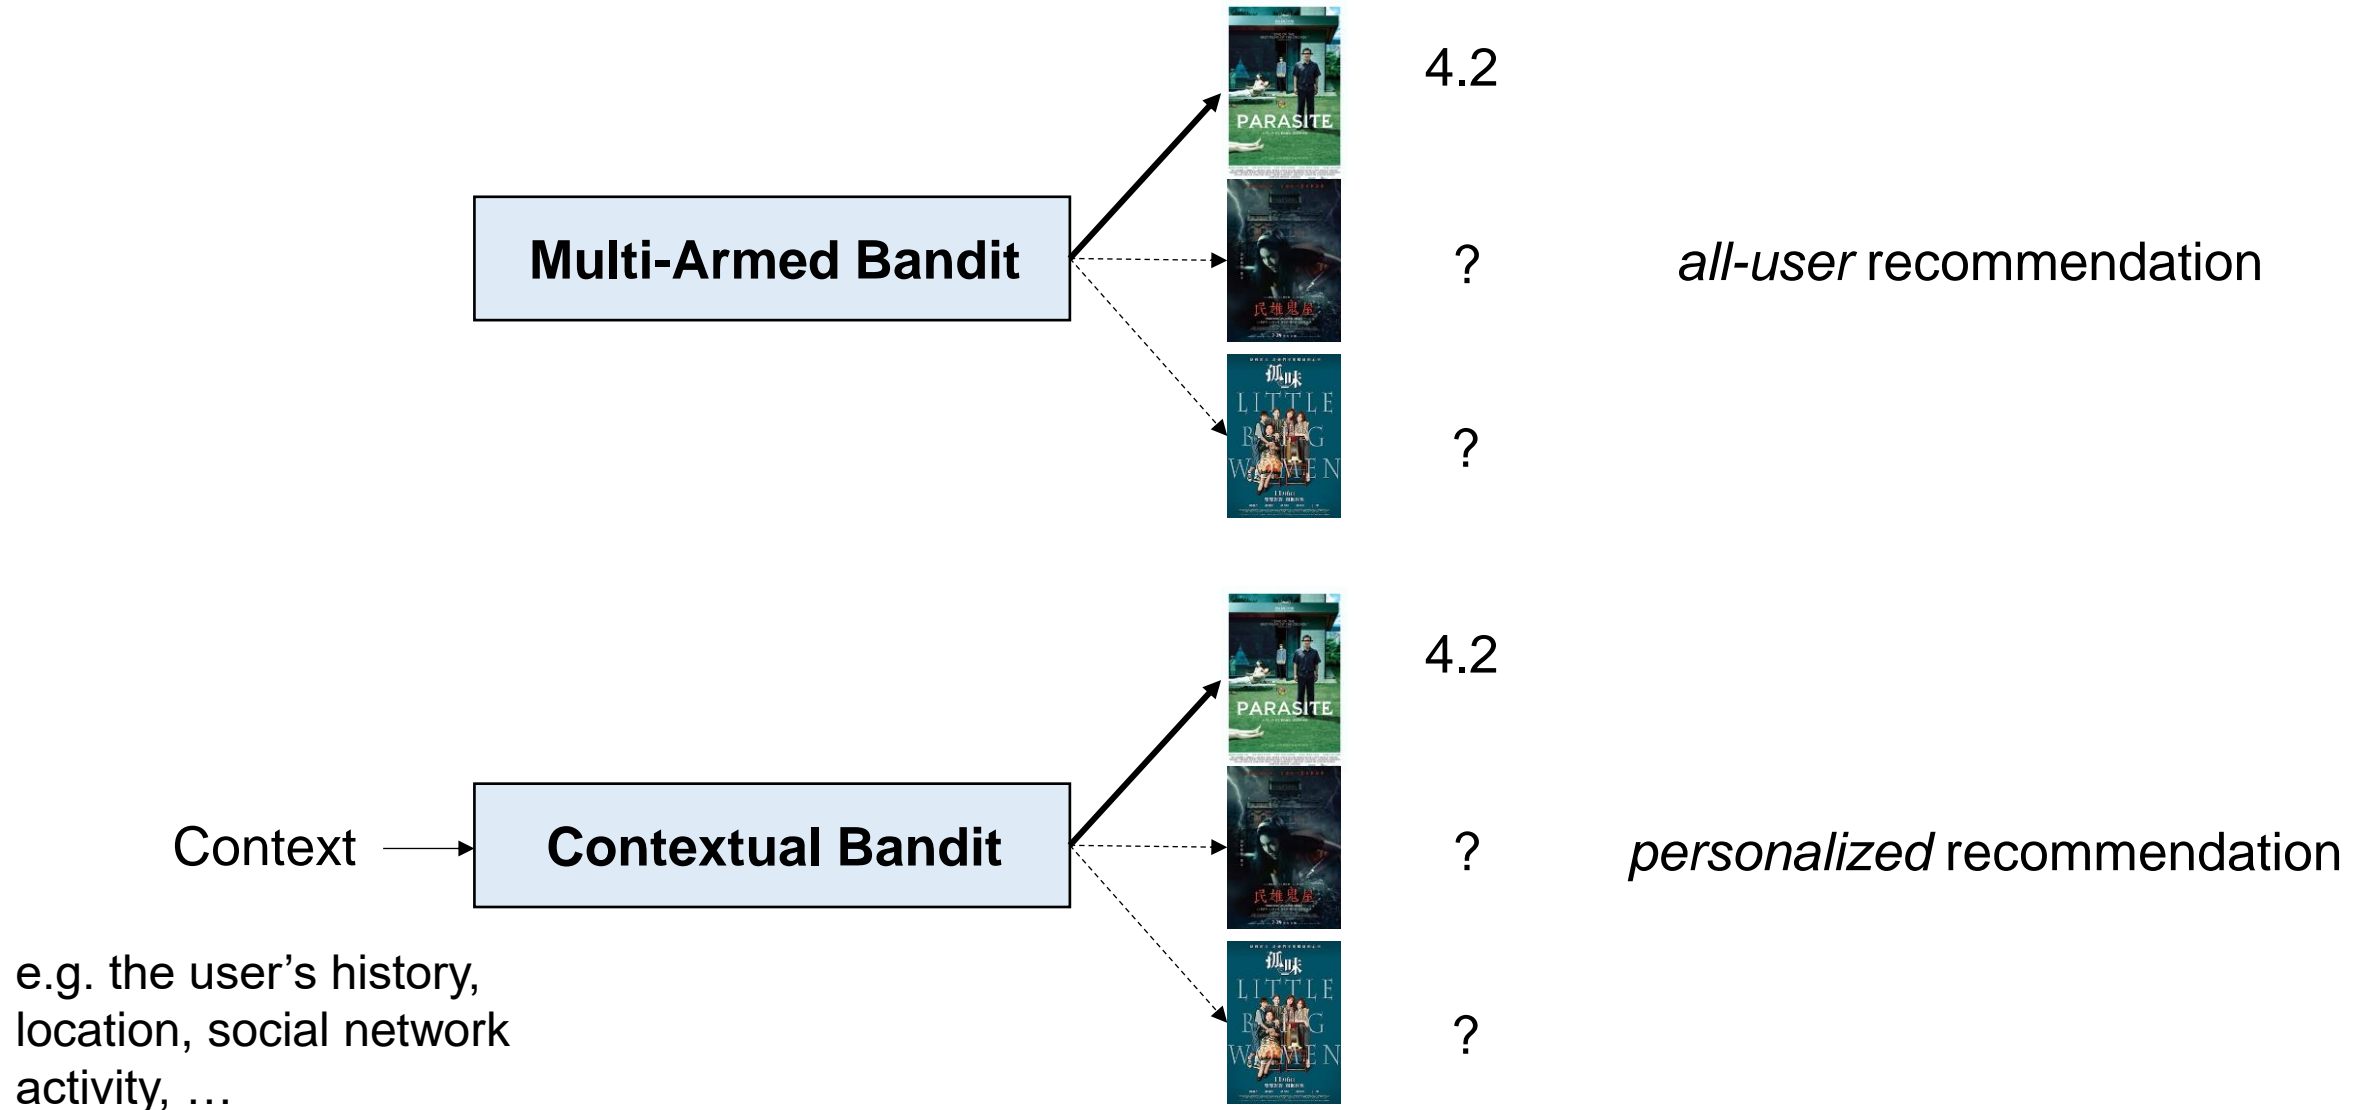 4.2
PARASITE
Multi-Armed Bandit
?
all-user recommendation
民雄鬼屋
孤味
LITTLE
BIG
WOMEN
?
4.2
PARASITE
Context
Contextual Bandit
?
personalized recommendation
民雄鬼屋
e.g. the user's history,
location, social network
activity, …
孤味
LITTLE
BIG
WOMEN
?